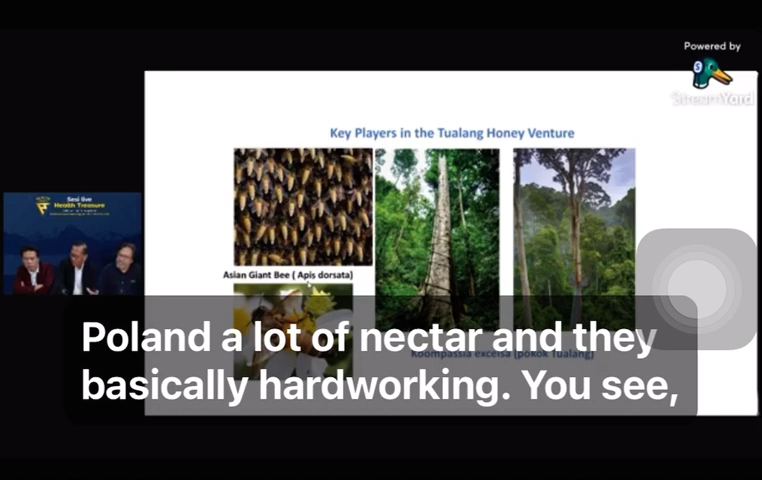 Powered by
StreamYard
Key Players in the Tualang Honey Venture
Sesi live
Health Treasure
Asian Giant Bee ( Apis dorsata)
Koompassia excelsa (pokok Tualang)
Poland a lot of nectar and they
basically hardworking. You see,